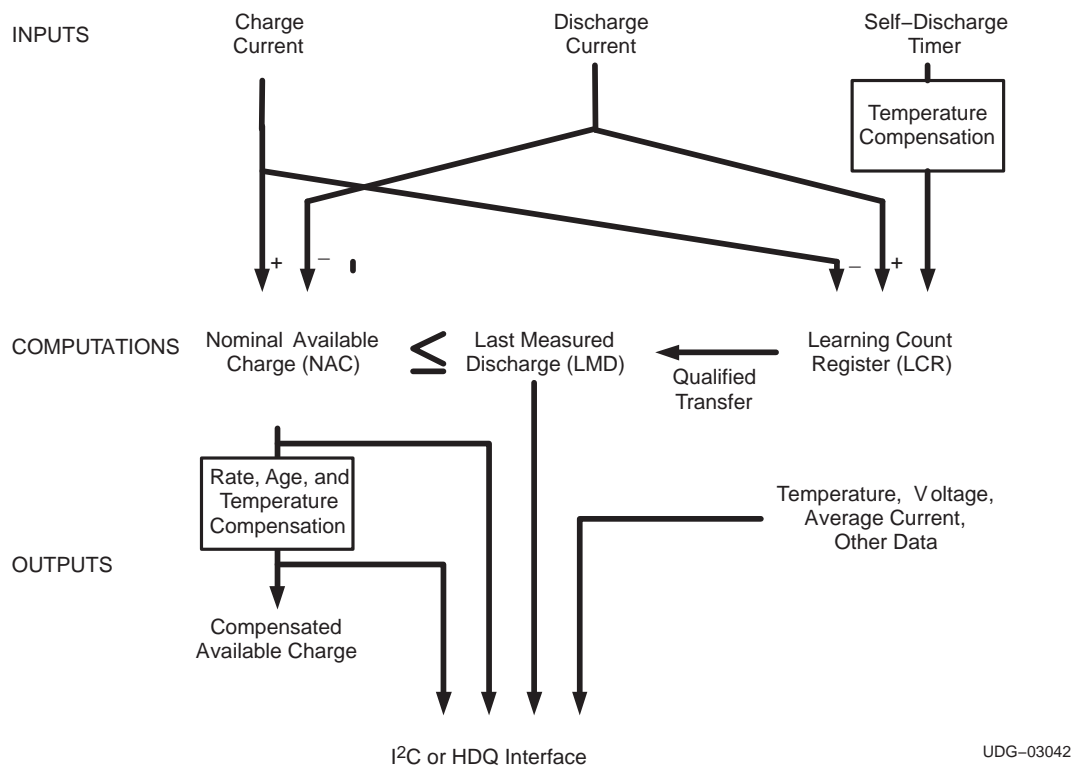 INPUTS
Charge
Current
Discharge
Current
Self–Discharge
Timer
Temperature
Compensation
+
–
–
+
COMPUTATIONS
Nominal Available
Charge (NAC)
≤
Last Measured
Discharge (LMD)
Qualified
Transfer
Learning Count
Register (LCR)
Rate, Age, and
Temperature
Compensation
Temperature, Voltage,
Average Current,
Other Data
OUTPUTS
Compensated
Available Charge
I²C or HDQ Interface
UDG–03042